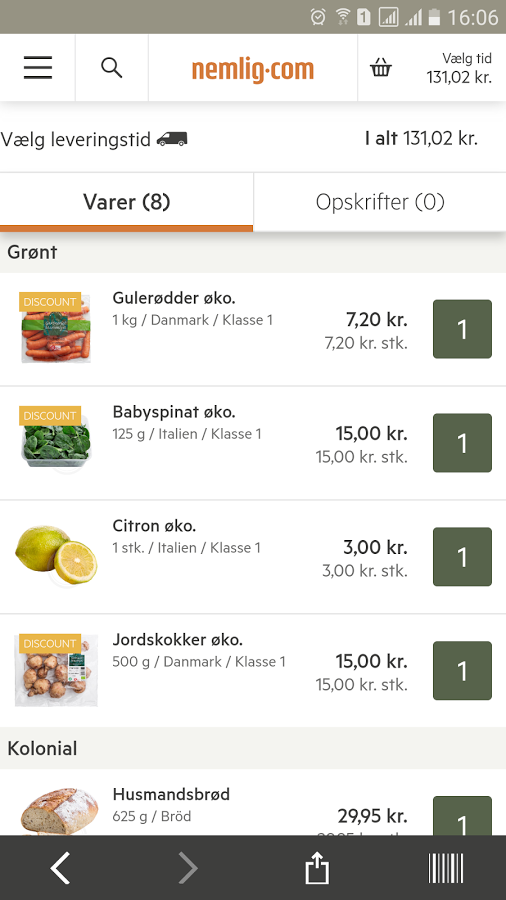 1 16:06
nemlig.com
Vælg tid
131,02 kr.
Vælg leveringstid
I alt 131,02 kr.
Varer (8)
Opskrifter (0)
Grønt
DISCOUNT
Gulerødder øko.
1 kg / Danmark / Klasse 1
7,20 kr.
7,20 kr. stk.
1
DISCOUNT
Babyspinat øko.
125 g / Italien / Klasse 1
15,00 kr.
15,00 kr. stk.
1
Citron øko.
1 stk. / Italien / Klasse 1
3,00 kr.
3,00 kr. stk.
1
DISCOUNT
Jordskokker øko.
500 g / Danmark / Klasse 1
15,00 kr.
15,00 kr. stk.
1
Kolonial
Husmandsbrød
625 g / Bröd
29,95 kr.
1